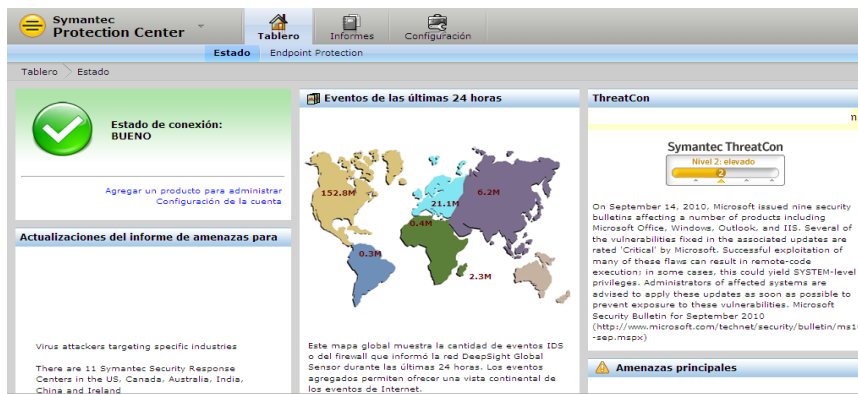 Symantec
Protection Center
Tablero
Informes
Configuración
Estado
Endpoint Protection
Tablero
Estado
Estado de conexión:
BUENO
Agregar un producto para administrar
Configuración de la cuenta
Actualizaciones del informe de amenazas para
Virus attackers targeting specific industries
There are 11 Symantec Security Response
Centers in the US, Canada, Australia, India,
China and Ireland
Eventos de las últimas 24 horas
152.8M
21.1M
6.2M
0.4M
0.3M
2.3M
Este mapa global muestra la cantidad de eventos IDS
o del firewall que informó la red DeepSight Global
Sensor durante las últimas 24 horas. Los eventos
agregados permiten ofrecer una vista continental de
los eventos de Internet.
ThreatCon
Symantec ThreatCon
Nivel 2: elevado
2
On September 14, 2010, Microsoft issued nine security
bulletins affecting a number of products including
Microsoft Office, Windows, Outlook, and IIS. Several of
the vulnerabilities fixed in the associated updates are
rated 'Critical' by Microsoft. Successful exploitation of
many of these flaws can result in remote-code
execution; in some cases, this could yield SYSTEM-level
privileges. Administrators of affected systems are
advised to apply these updates as soon as possible to
prevent exposure to these vulnerabilities. Microsoft
Security Bulletin for September 2010
(http://www.microsoft.com/technet/security/bulletin/ms1
-sep.mspx)
Amenazas principales